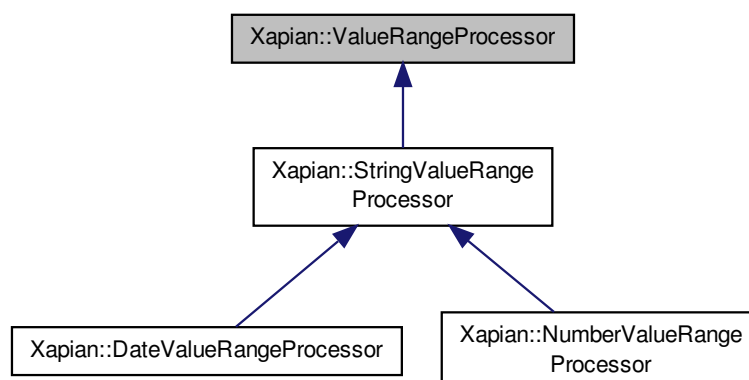 Xapian::ValueRangeProcessor
Xapian::StringValueRange
Processor
Xapian::DateValueRangeProcessor
Xapian::NumberValueRange
Processor